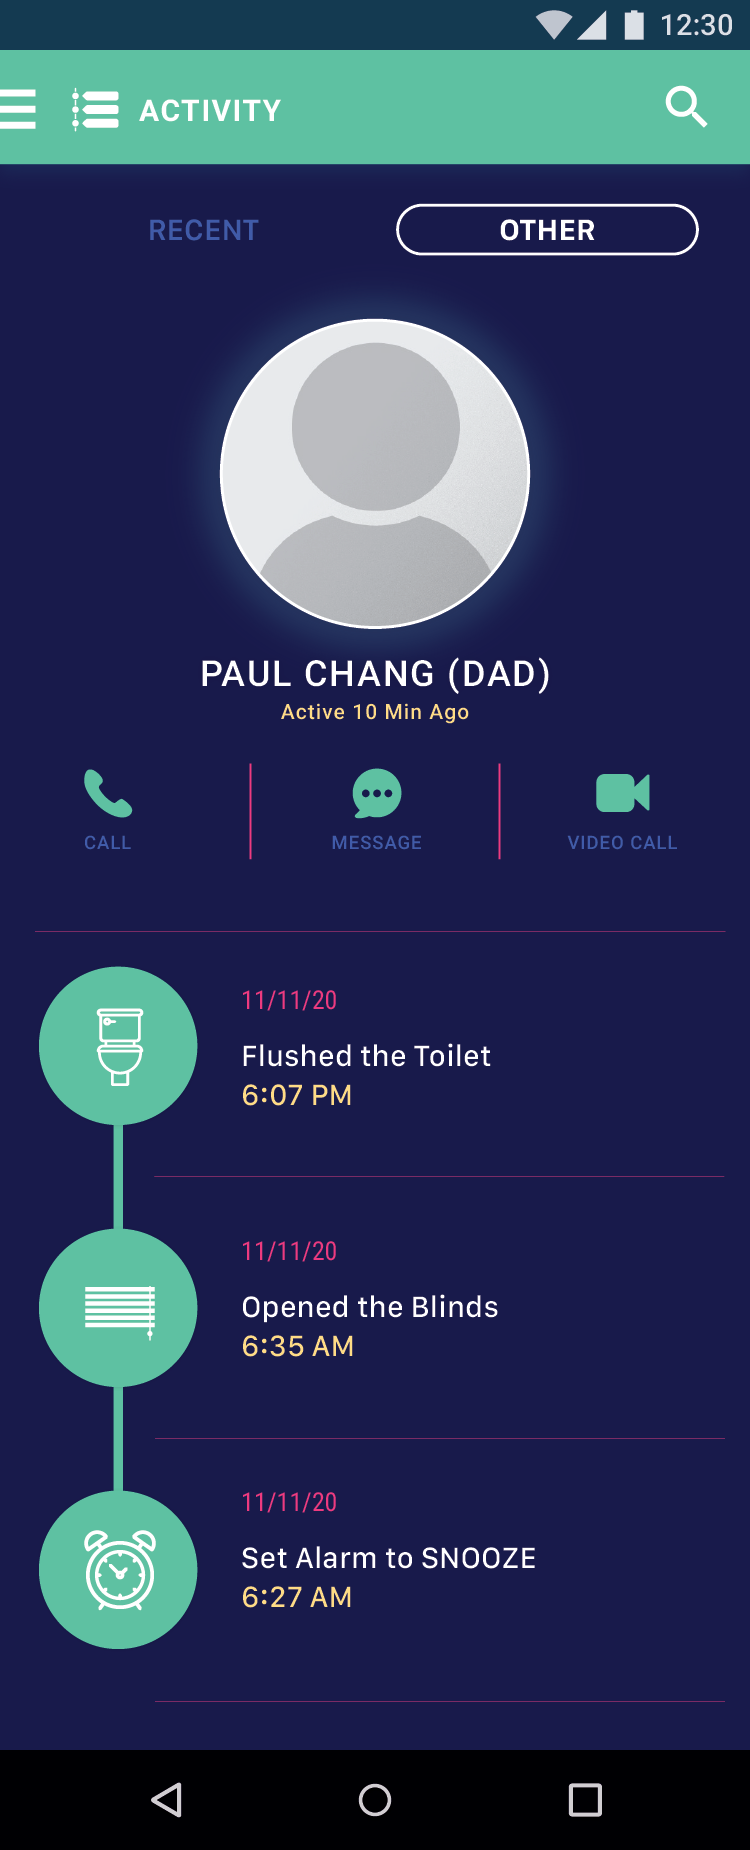 12:30
ACTIVITY
RECENT
OTHER
PAUL CHANG (DAD)
Active 10 Min Ago
CALL
MESSAGE
VIDEO CALL
11/11/20
Flushed the Toilet
6:07 PM
11/11/20
Opened the Blinds
6:35 AM
11/11/20
Set Alarm to SNOOZE
6:27 AM